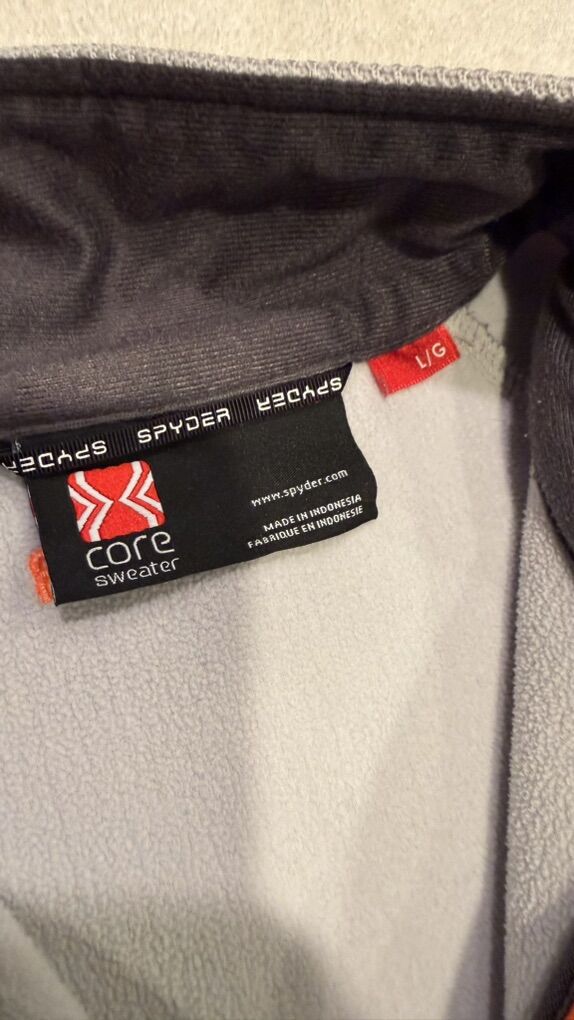 L/G
SPYDER SPYDER SPYDER
www.spyder.com
MADE IN INDONESIA
FABRIQUE EN INDONESIE
core
sweater